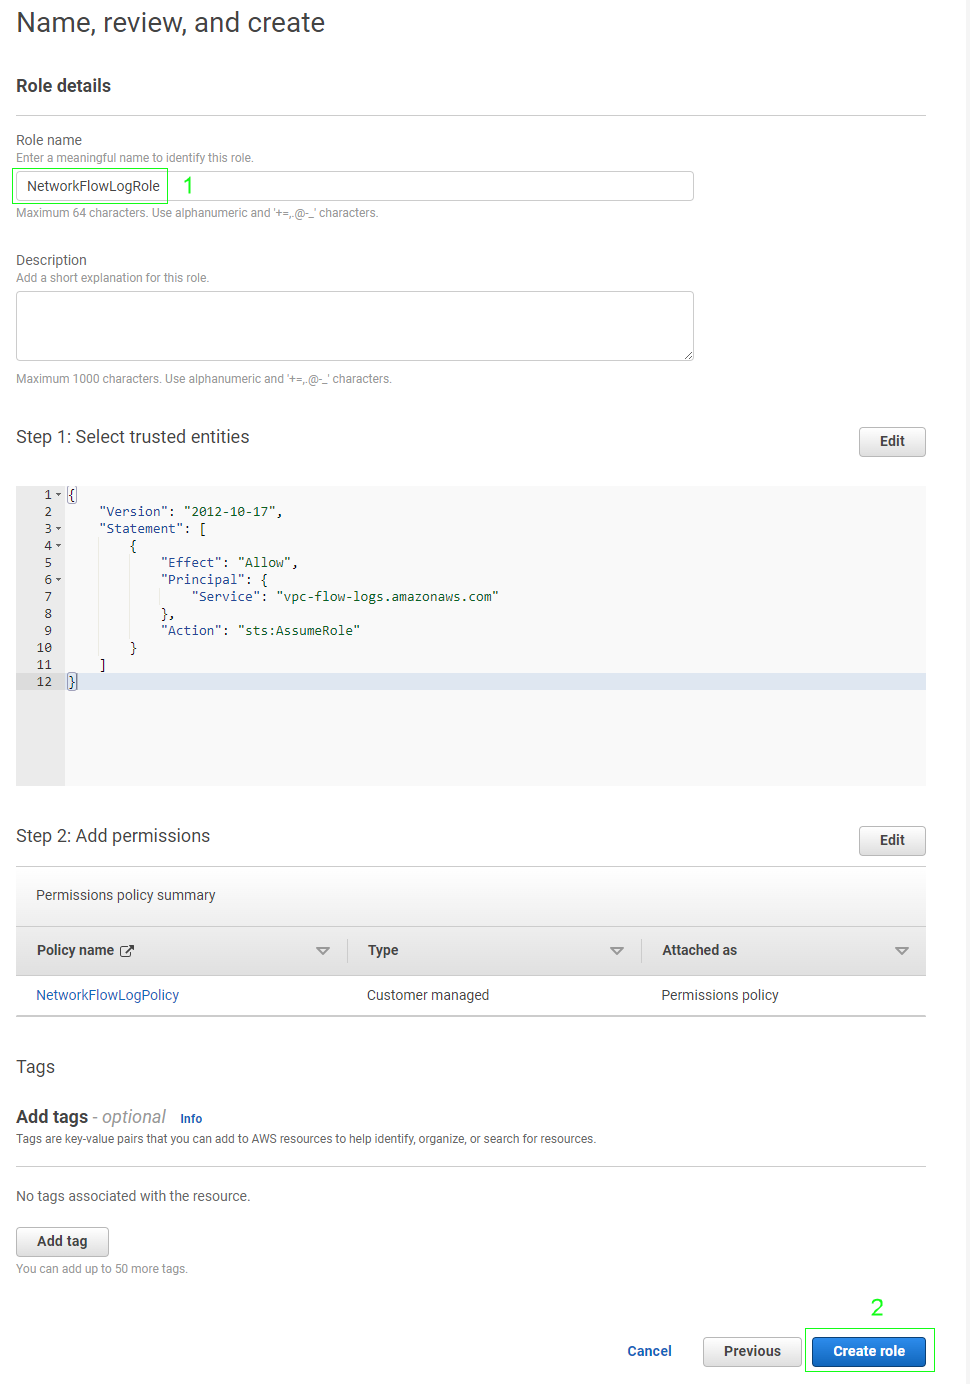 Name, review, and create
Role details
Role name
Enter a meaningful name to identify this role.
NetworkFlowLogRole 1
Maximum 64 characters. Use alphanumeric and '+=,.@-_' characters.
Description
Add a short explanation for this role.
Maximum 1000 characters. Use alphanumeric and '+=,.@-_' characters.
Step 1: Select trusted entities
Edit
1 {
2 "Version": "2012-10-17",
3 "Statement": [
4 {
5 "Effect": "Allow",
6 "Principal": {
7 "Service": "vpc-flow-logs.amazonaws.com"
8 },
9 "Action": "sts:AssumeRole"
10 }
11 ]
12 }
Step 2: Add permissions
Edit
Permissions policy summary
Policy name Type Attached as
NetworkFlowLogPolicy Customer managed Permissions policy
Tags
Add tags - optional Info
Tags are key-value pairs that you can add to AWS resources to help identify, organize, or search for resources.
No tags associated with the resource.
Add tag
You can add up to 50 more tags.
2
Cancel Previous Create role